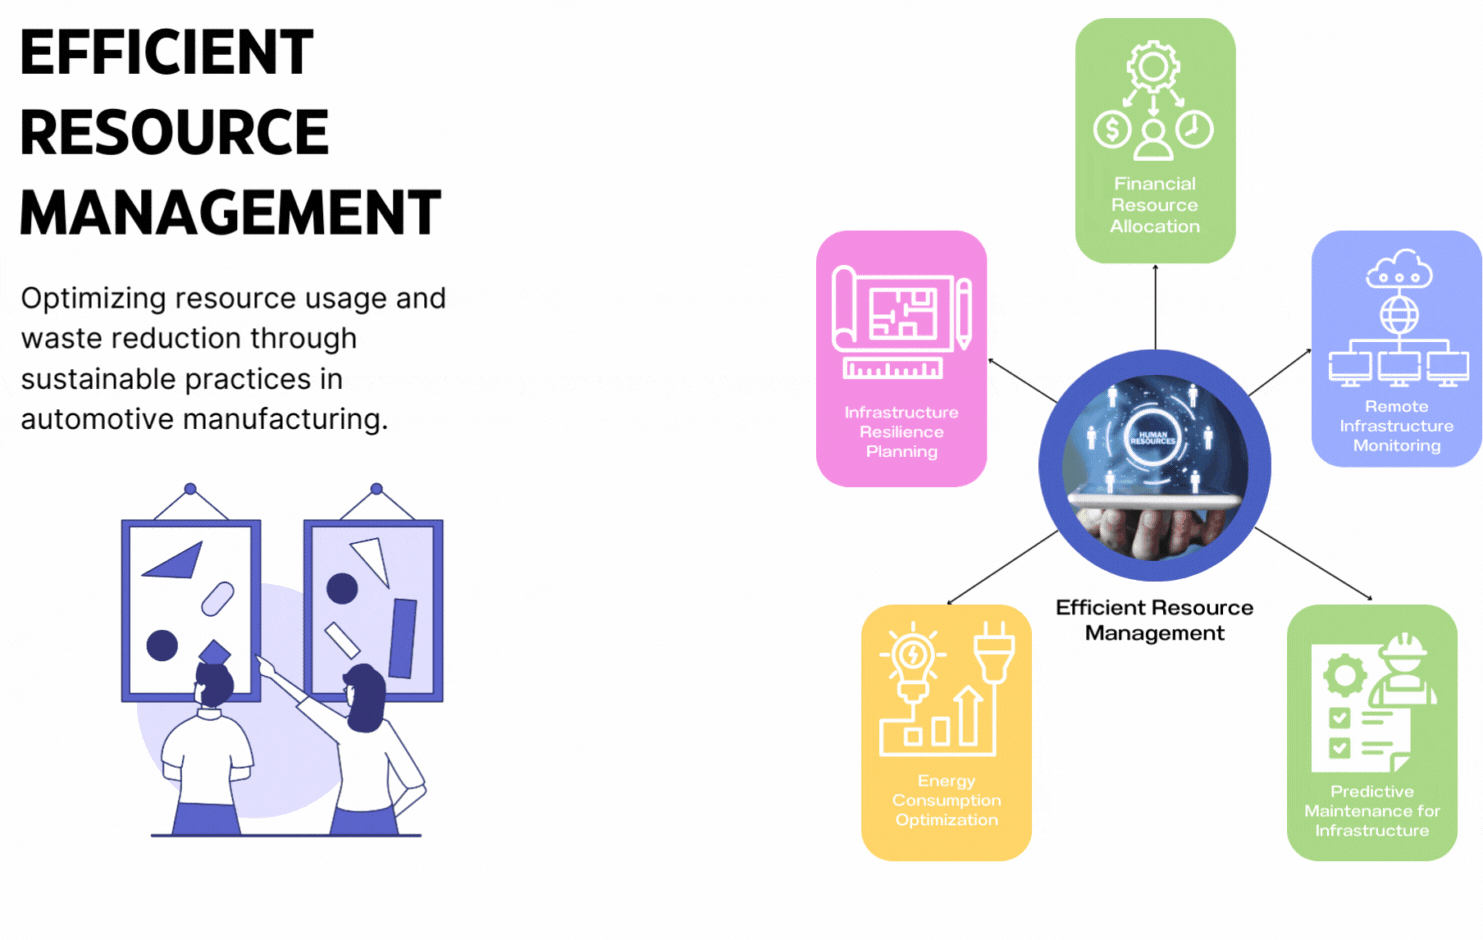 EFFICIENT
RESOURCE
MANAGEMENT
Optimizing resource usage and
waste reduction through
sustainable practices in
automotive manufacturing.
$
Financial
Resource
Allocation
Infrastructure
Resilience
Planning
Remote
Infrastructure
Monitoring
HUMAN
RESOURCES
Efficient Resource
Management
Energy
Consumption
Optimization
Predictive
Maintenance for
Infrastructure